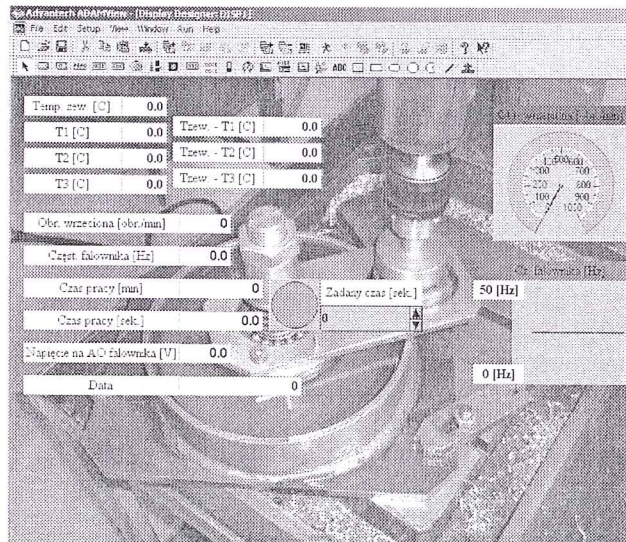 Advantech ADAMView - [Display Designer: DISP1]
File Edit Setup View Window Run Help
ABC
Temp. zew. [C] 0.0
T1 [C] 0.0
Tzew. - T1 [C] 0.0
T2 [C] 0.0
Tzew. - T2 [C] 0.0
T3 [C] 0.0
Tzew. - T3 [C] 0.0
Obr. wrzeciona [obr/min] 0
Częst. falownika [Hz] 0.0
Czas pracy [min] 0
Zadany czas [sek.]
Czas pracy [sek.] 0.0
0
Napięcie na AO falownika [V] 0.0
Data 0
700
200 800
100 900
0 1000
Cz. falownika [Hz]
50 [Hz]
0 [Hz]